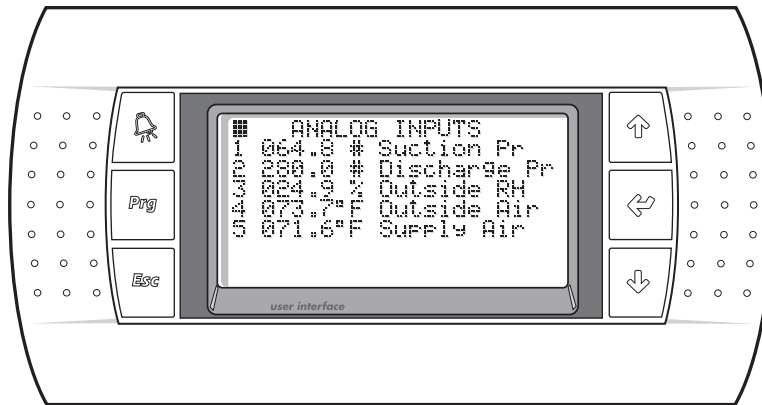 ANALOG INPUTS
1 064.8 # Suction Pr
2 280.0 # Discharge Pr
3 024.9 % Outside RH
4 073.7°F Outside Air
5 071.6°F Supply Air
Prg
Esc
user interface